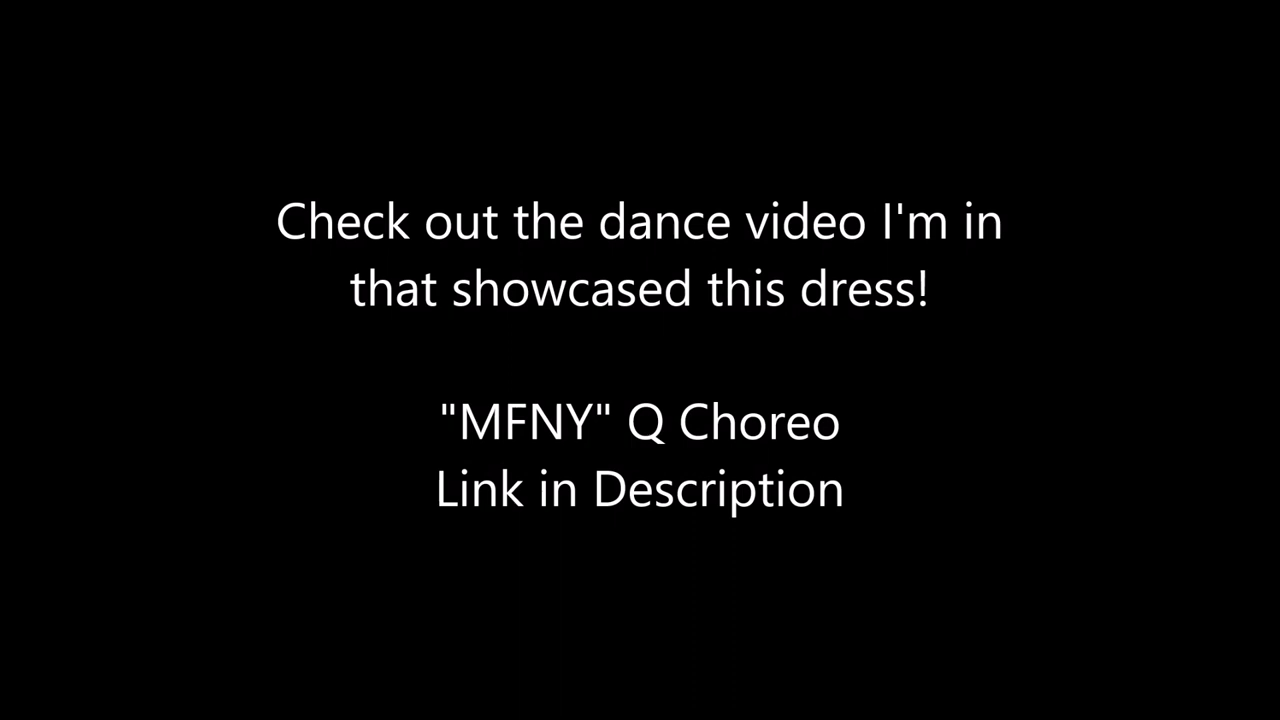 Check out the dance video I'm in
that showcased this dress!
"MFNY" Q Choreo
Link in Description